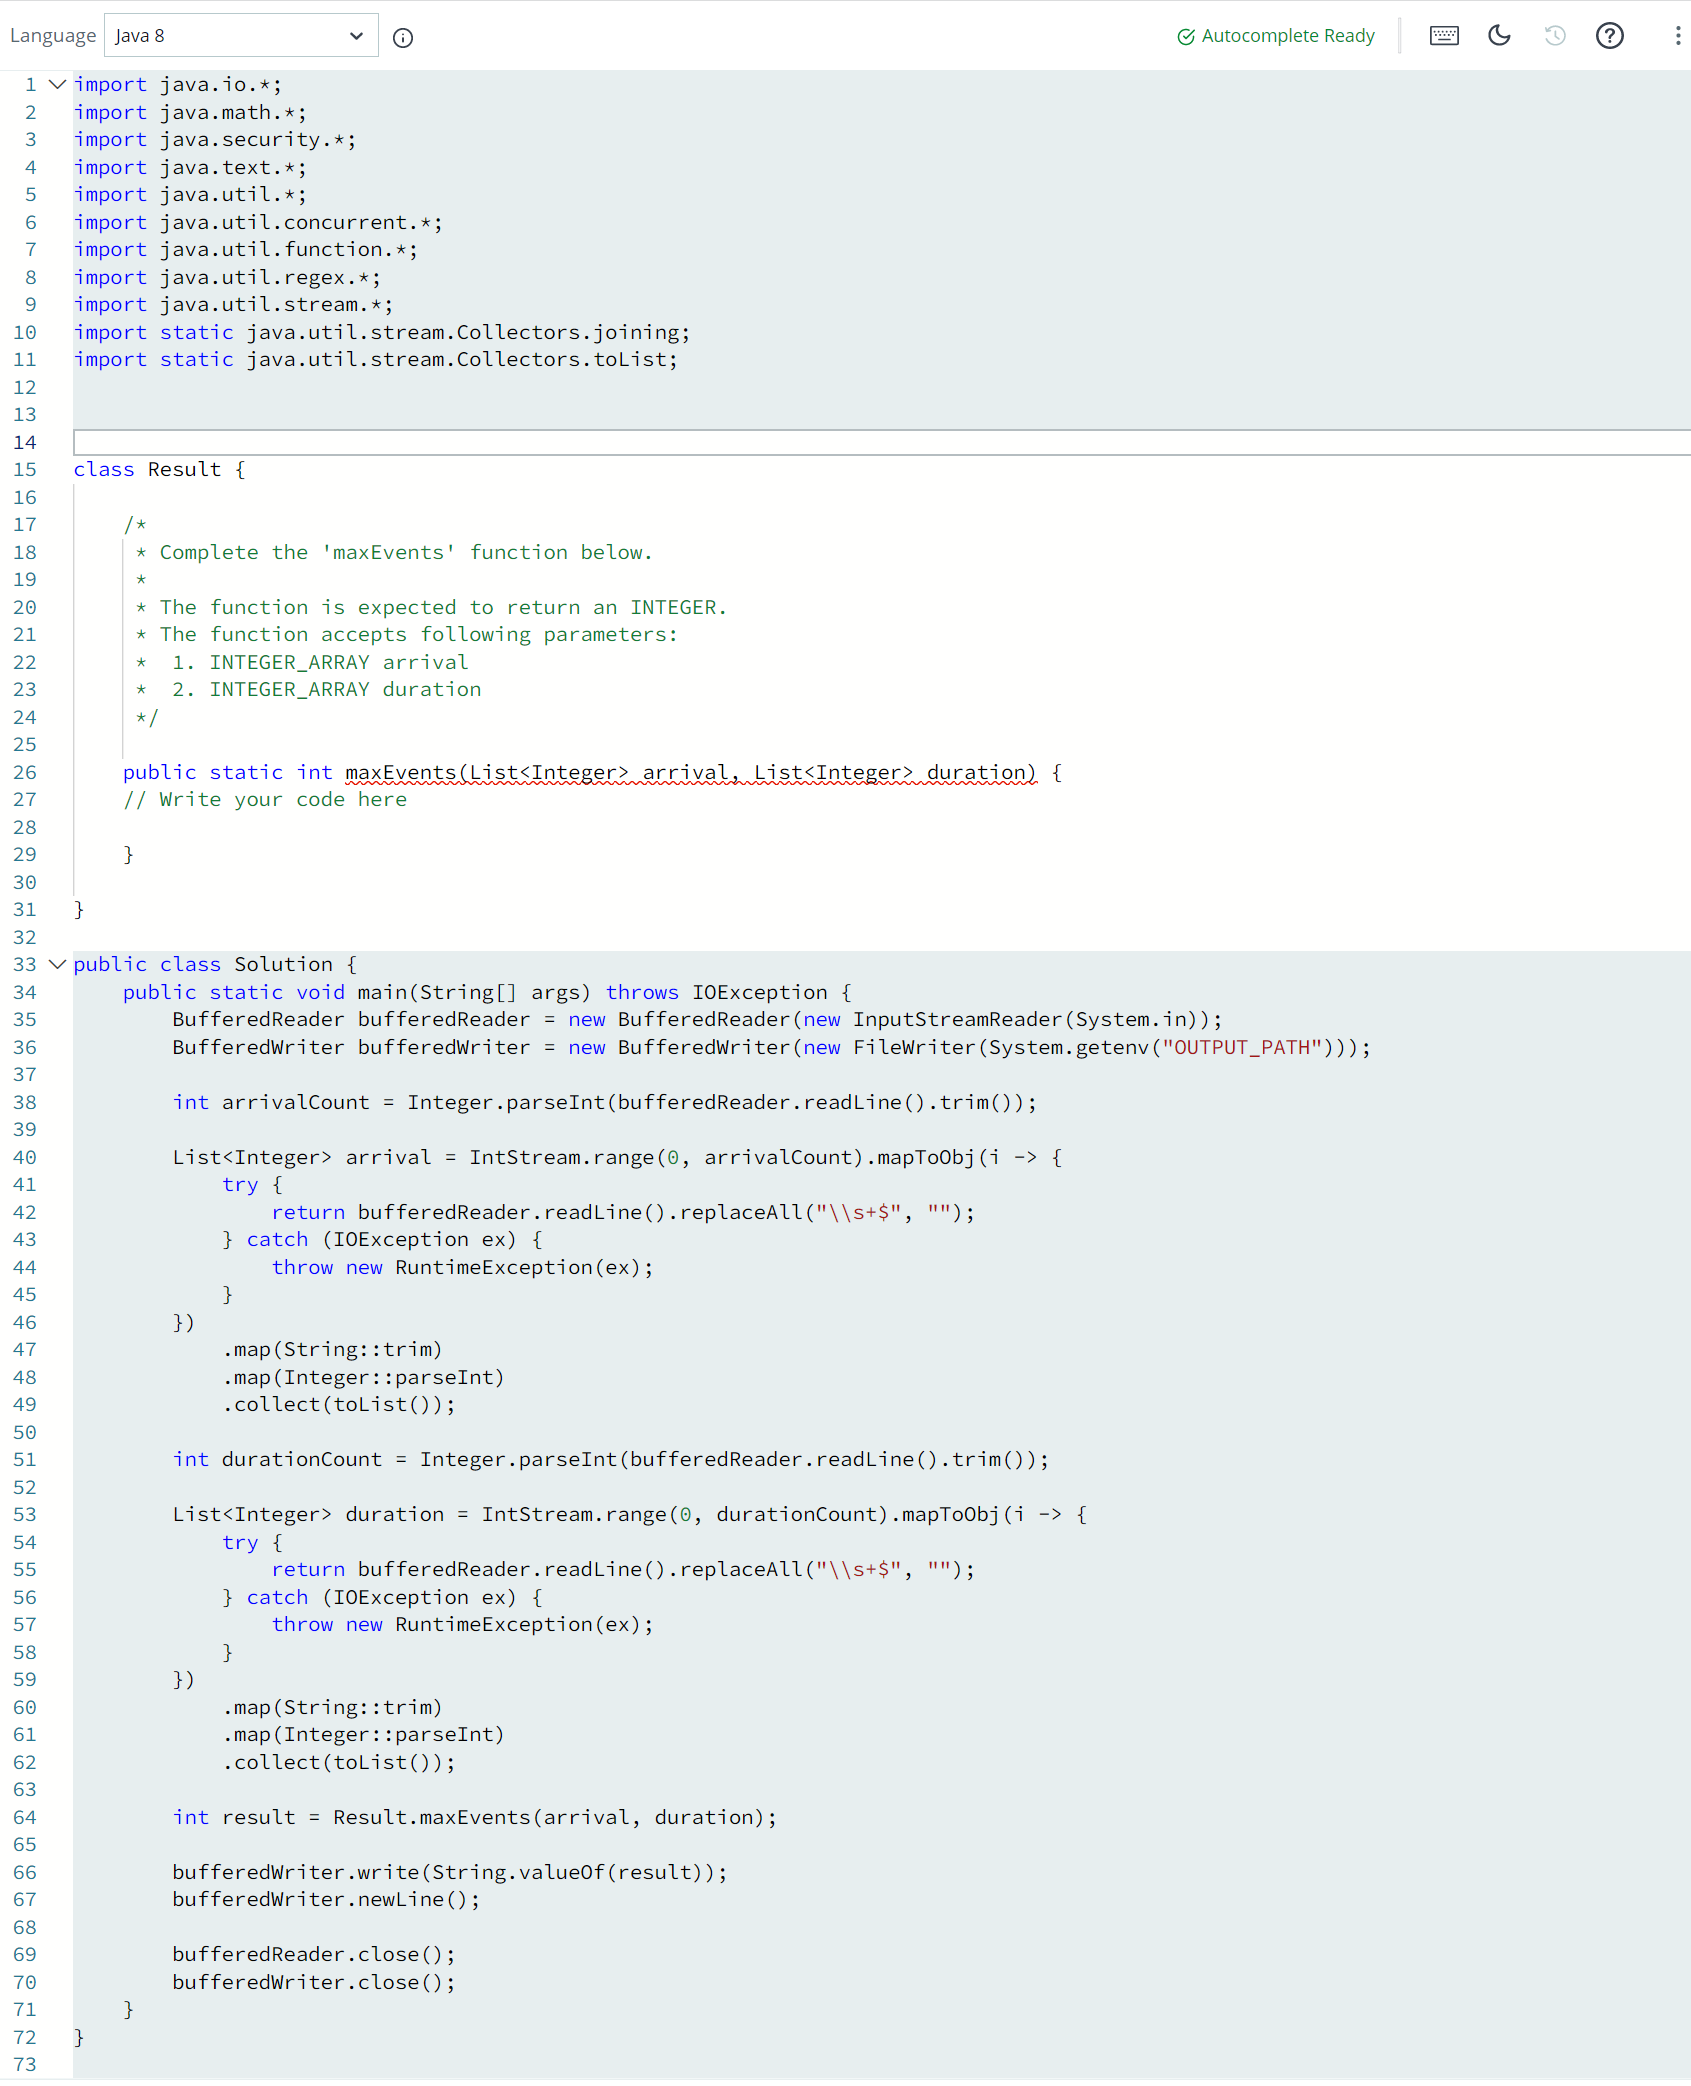 Language Java 8 Autocomplete Ready
1 import java.io.*;
2 import java.math.*;
3 import java.security.*;
4 import java.text.*;
5 import java.util.*;
6 import java.util.concurrent.*;
7 import java.util.function.*;
8 import java.util.regex.*;
9 import java.util.stream.*;
10 import static java.util.stream.Collectors.joining;
11 import static java.util.stream.Collectors.toList;
12
13
14
15 class Result {
16
17     /*
18      * Complete the 'maxEvents' function below.
19      *
20      * The function is expected to return an INTEGER.
21      * The function accepts following parameters:
22      *  1. INTEGER_ARRAY arrival
23      *  2. INTEGER_ARRAY duration
24      */
25
26     public static int maxEvents(List<Integer> arrival, List<Integer> duration) {
27     // Write your code here
28
29     }
30
31 }
32
33 public class Solution {
34     public static void main(String[] args) throws IOException {
35         BufferedReader bufferedReader = new BufferedReader(new InputStreamReader(System.in));
36         BufferedWriter bufferedWriter = new BufferedWriter(new FileWriter(System.getenv("OUTPUT_PATH")));
37
38         int arrivalCount = Integer.parseInt(bufferedReader.readLine().trim());
39
40         List<Integer> arrival = IntStream.range(0, arrivalCount).mapToObj(i -> {
41             try {
42                 return bufferedReader.readLine().replaceAll("\\s+$", "");
43             } catch (IOException ex) {
44                 throw new RuntimeException(ex);
45             }
46         })
47             .map(String::trim)
48             .map(Integer::parseInt)
49             .collect(toList());
50
51         int durationCount = Integer.parseInt(bufferedReader.readLine().trim());
52
53         List<Integer> duration = IntStream.range(0, durationCount).mapToObj(i -> {
54             try {
55                 return bufferedReader.readLine().replaceAll("\\s+$", "");
56             } catch (IOException ex) {
57                 throw new RuntimeException(ex);
58             }
59         })
60             .map(String::trim)
61             .map(Integer::parseInt)
62             .collect(toList());
63
64         int result = Result.maxEvents(arrival, duration);
65
66         bufferedWriter.write(String.valueOf(result));
67         bufferedWriter.newLine();
68
69         bufferedReader.close();
70         bufferedWriter.close();
71     }
72 }
73